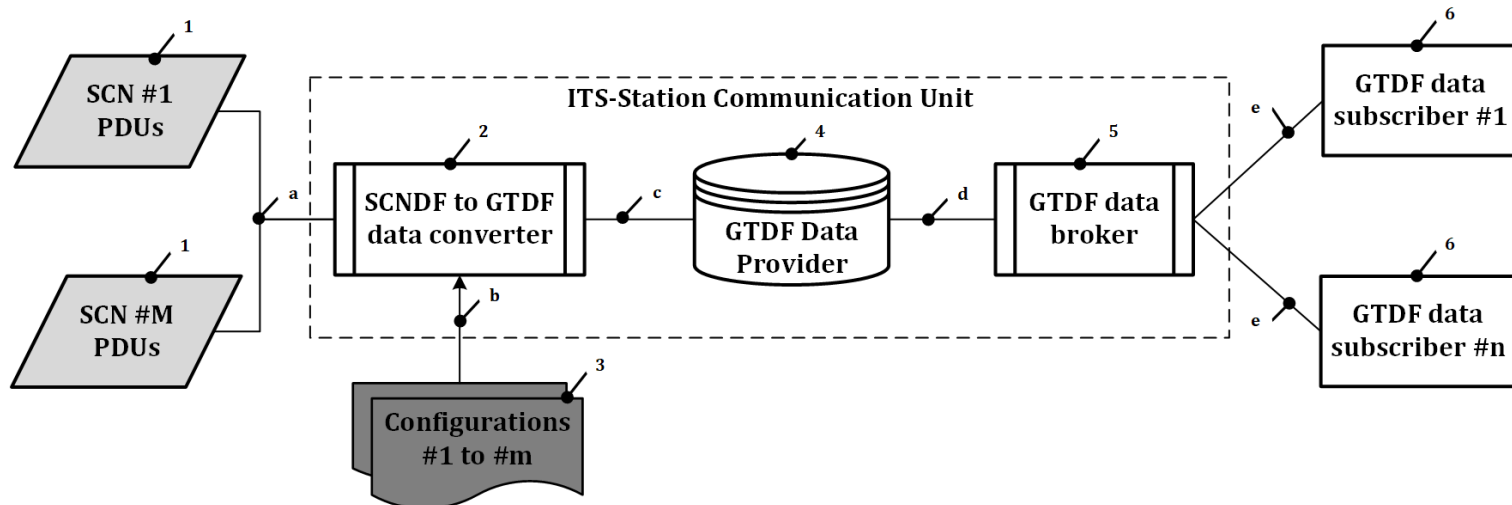 1
SCN #1
PDUs
1
SCN #M
PDUs
a
ITS-Station Communication Unit
2
SCNDF to GTDF
data converter
b
3
Configurations
#1 to #m
c
4
GTDF Data
Provider
d
5
GTDF data
broker
e
6
GTDF data
subscriber #1
e
6
GTDF data
subscriber #n